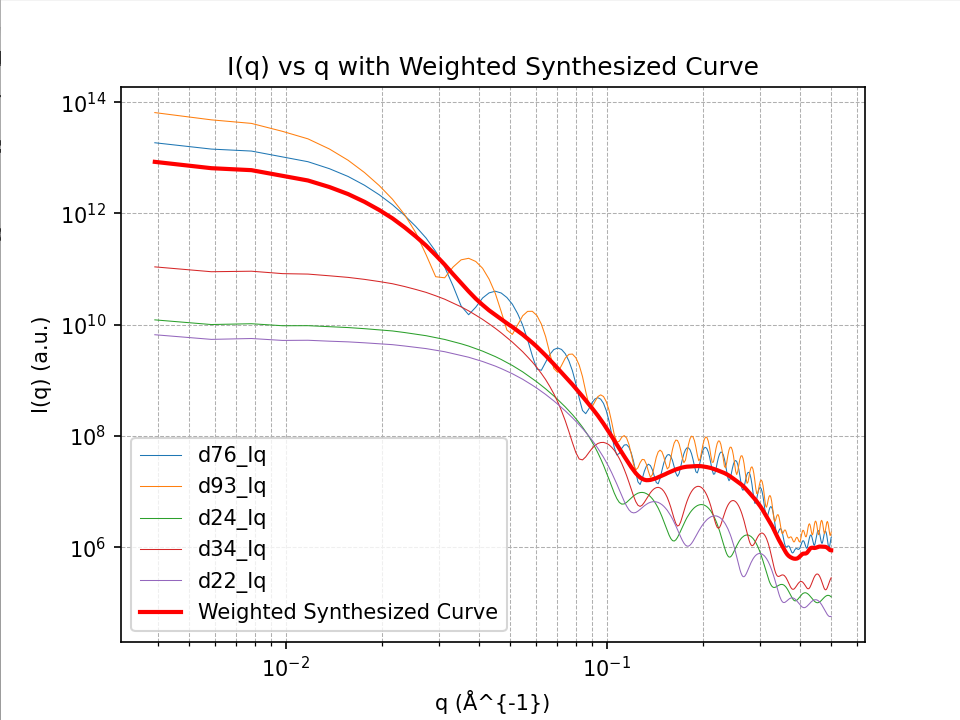 I(q) vs q with Weighted Synthesized Curve
10^14
10^12
10^10
10^8
10^6
I(q) (a.u.)
d76_Iq
d93_Iq
d24_Iq
d34_Iq
d22_Iq
Weighted Synthesized Curve
10^−2
10^−1
q (Å^{-1})